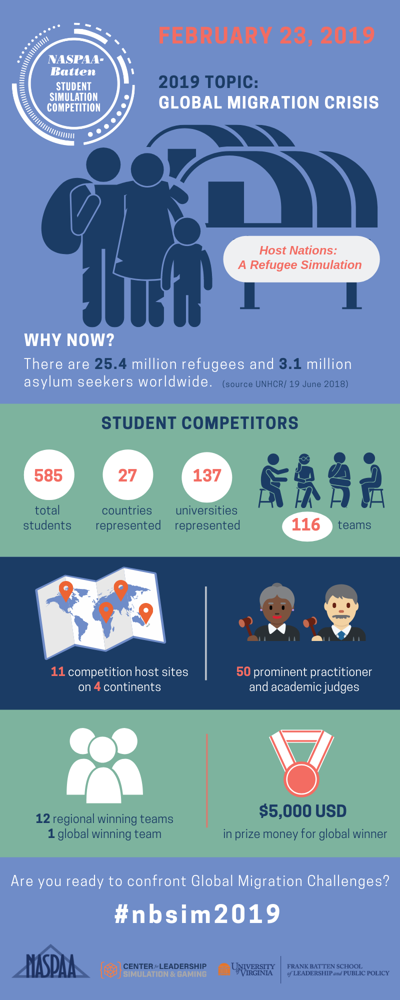 FEBRUARY 23, 2019
NASPAA-
Batten
STUDENT
SIMULATION
COMPETITION
2019 TOPIC:
GLOBAL MIGRATION CRISIS
Host Nations:
A Refugee Simulation
WHY NOW?
There are 25.4 million refugees and 3.1 million
asylum seekers worldwide. (source UNHCR/ 19 June 2018)
STUDENT COMPETITORS
585
total
students
27
countries
represented
137
universities
represented
116 teams
11 competition host sites
on 4 continents
50 prominent practitioner
and academic judges
12 regional winning teams
1 global winning team
$5,000 USD
in prize money for global winner
Are you ready to confront Global Migration Challenges?
#nbsim2019
NASPAA
CENTER for LEADERSHIP
SIMULATION & GAMING
UNIVERSITY
of VIRGINIA
FRANK BATTEN SCHOOL
of LEADERSHIP and PUBLIC POLICY